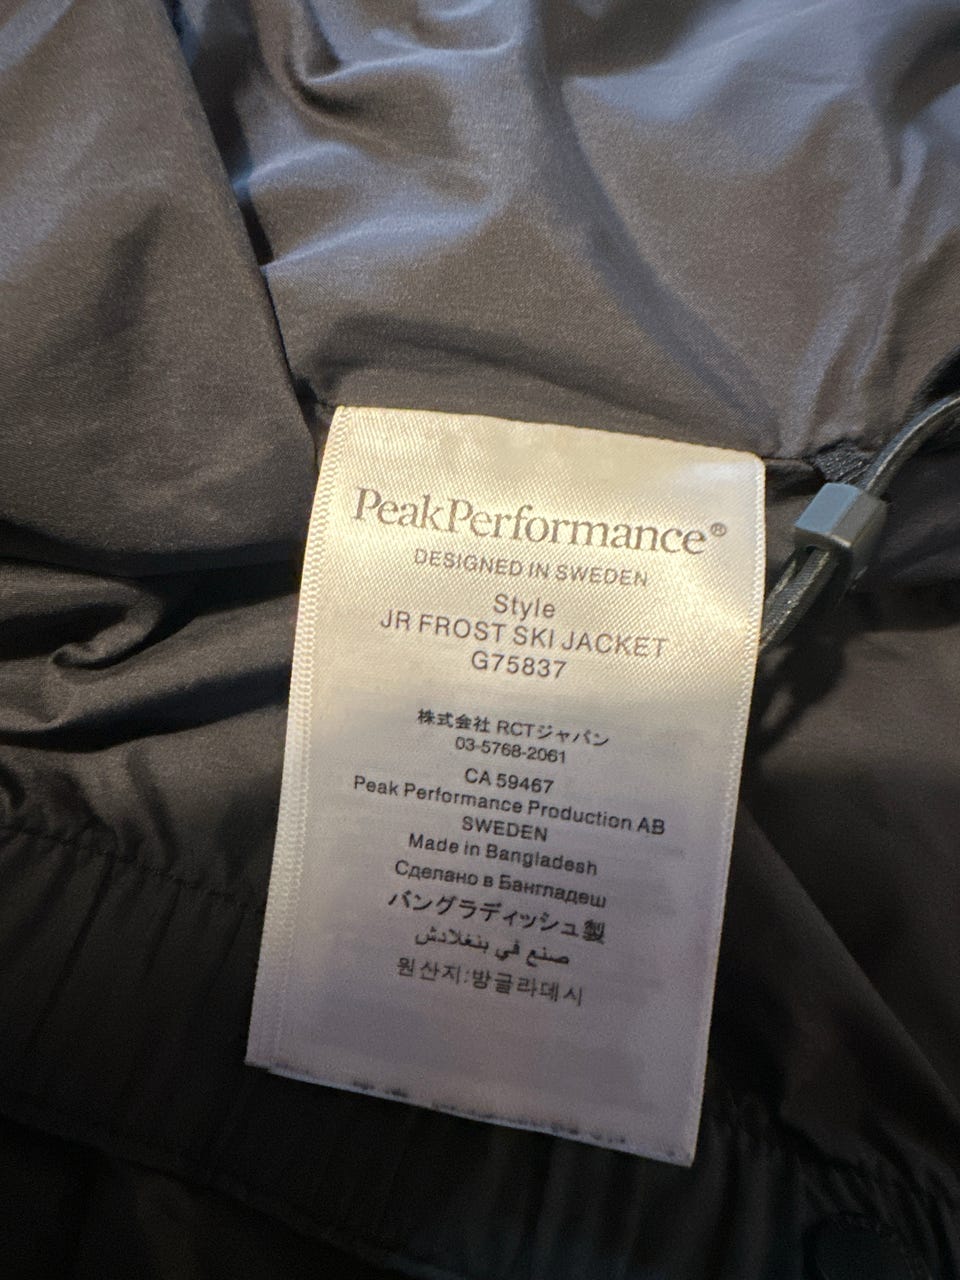 PeakPerformance®
DESIGNED IN SWEDEN
Style
JR FROST SKI JACKET
G75837
株式会社 RCTジャパン
03-5768-2061
CA 59467
Peak Performance Production AB
SWEDEN
Made in Bangladesh
Сделано в Бангладеш
バングラディッシュ製
صنع في بنغلادش
원산지:방글라데시